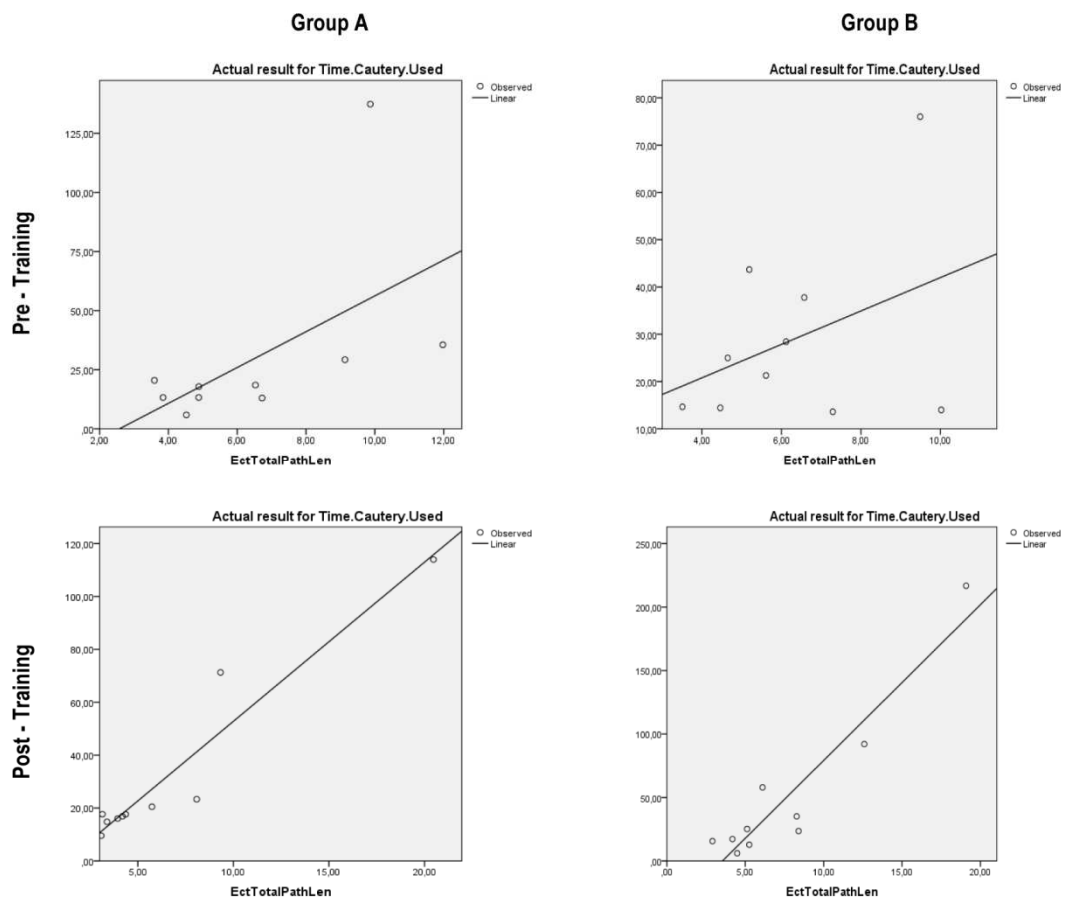 Group A
Group B
Pre - Training
Actual result for Time.Cautery.Used
Observed
Linear
125,00
100,00
75,00
50,00
25,00
,00
2,00 4,00 6,00 8,00 10,00 12,00
EctTotalPathLen
Actual result for Time.Cautery.Used
Observed
Linear
80,00
70,00
60,00
50,00
40,00
30,00
20,00
10,00
4,00 6,00 8,00 10,00
EctTotalPathLen
Post - Training
Actual result for Time.Cautery.Used
Observed
Linear
120,00
100,00
80,00
60,00
40,00
20,00
,00
5,00 10,00 15,00 20,00
EctTotalPathLen
Actual result for Time.Cautery.Used
Observed
Linear
250,00
200,00
150,00
100,00
50,00
,00
,00 5,00 10,00 15,00 20,00
EctTotalPathLen